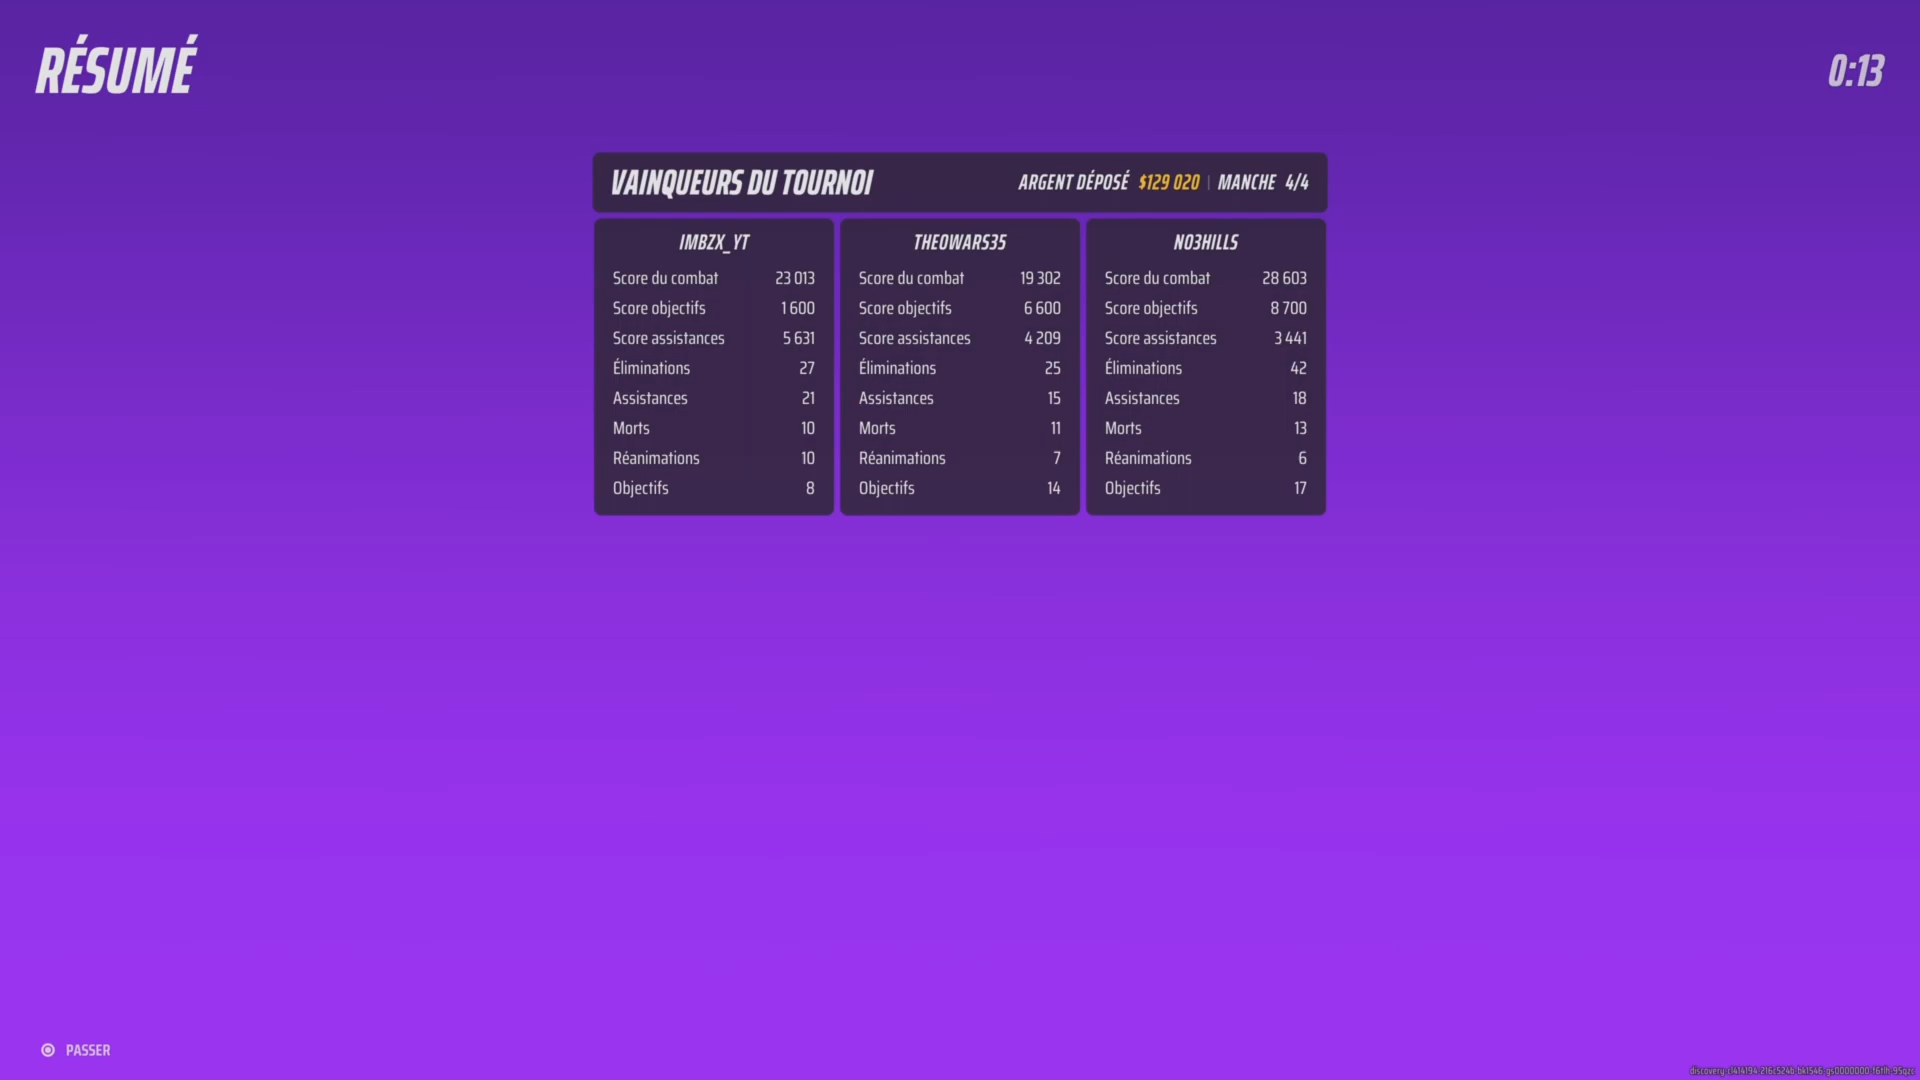 RÉSUMÉ
0:13
VAINQUEURS DU TOURNOI
ARGENT DÉPOSÉ $129 020 | MANCHE 4/4
IMBZX_YT
Score du combat 23 013
Score objectifs 1 600
Score assistances 5 631
Éliminations 27
Assistances 21
Morts 10
Réanimations 10
Objectifs 8
THEOWARS35
Score du combat 19 302
Score objectifs 6 600
Score assistances 4 209
Éliminations 25
Assistances 15
Morts 11
Réanimations 7
Objectifs 14
NO3HILLS
Score du combat 28 603
Score objectifs 8 700
Score assistances 3 441
Éliminations 42
Assistances 18
Morts 13
Réanimations 6
Objectifs 17
PASSER